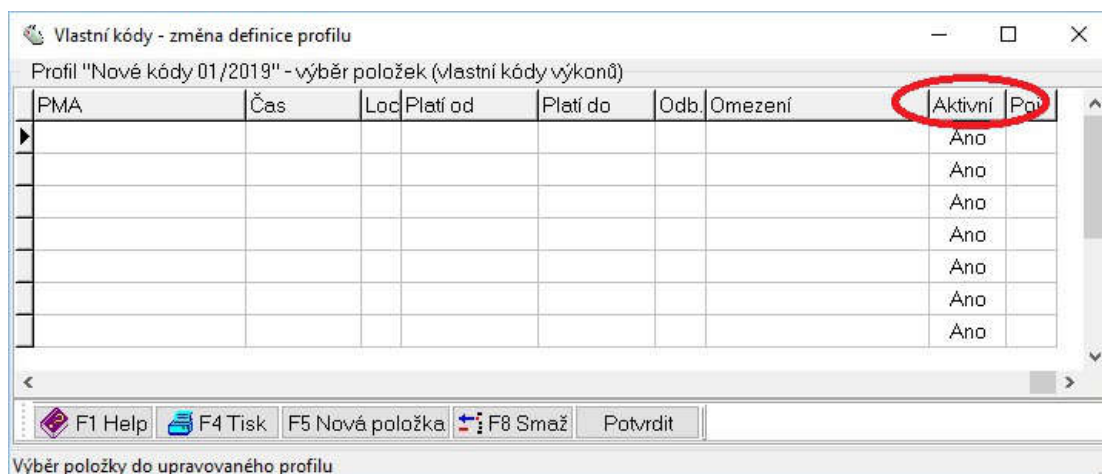 Vlastní kódy - změna definice profilu
Profil "Nové kódy 01/2019" - výběr položek (vlastní kódy výkonů)
PMA Čas Loc Platí od Platí do Odb. Omezení Aktivní Poj
Ano
Ano
Ano
Ano
Ano
Ano
Ano
F1 Help F4 Tisk F5 Nová položka F8 Smaž Potvrdit
Výběr položky do upravovaného profilu